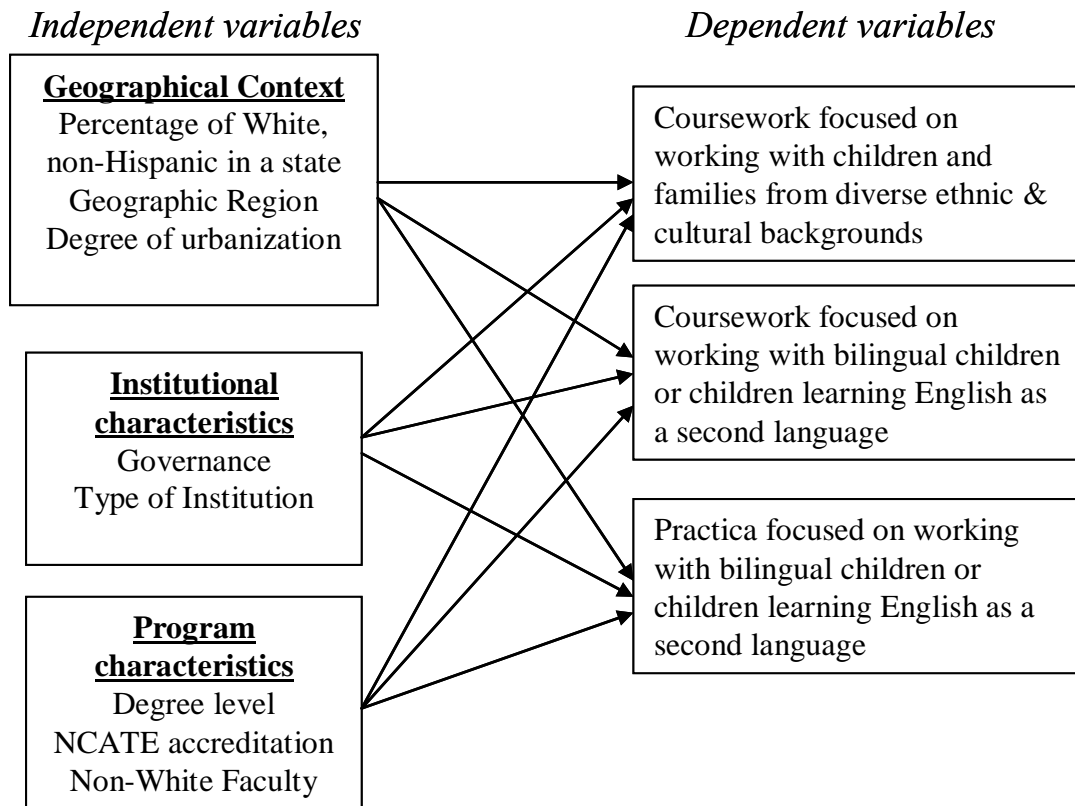 Independent variables
Geographical Context
Percentage of White,
non-Hispanic in a state
Geographic Region
Degree of urbanization
Institutional
characteristics
Governance
Type of Institution
Program
characteristics
Degree level
NCATE accreditation
Non-White Faculty
Dependent variables
Coursework focused on
working with children and
families from diverse ethnic &
cultural backgrounds
Coursework focused on
working with bilingual children
or children learning English as
a second language
Practica focused on working
with bilingual children or
children learning English as a
second language